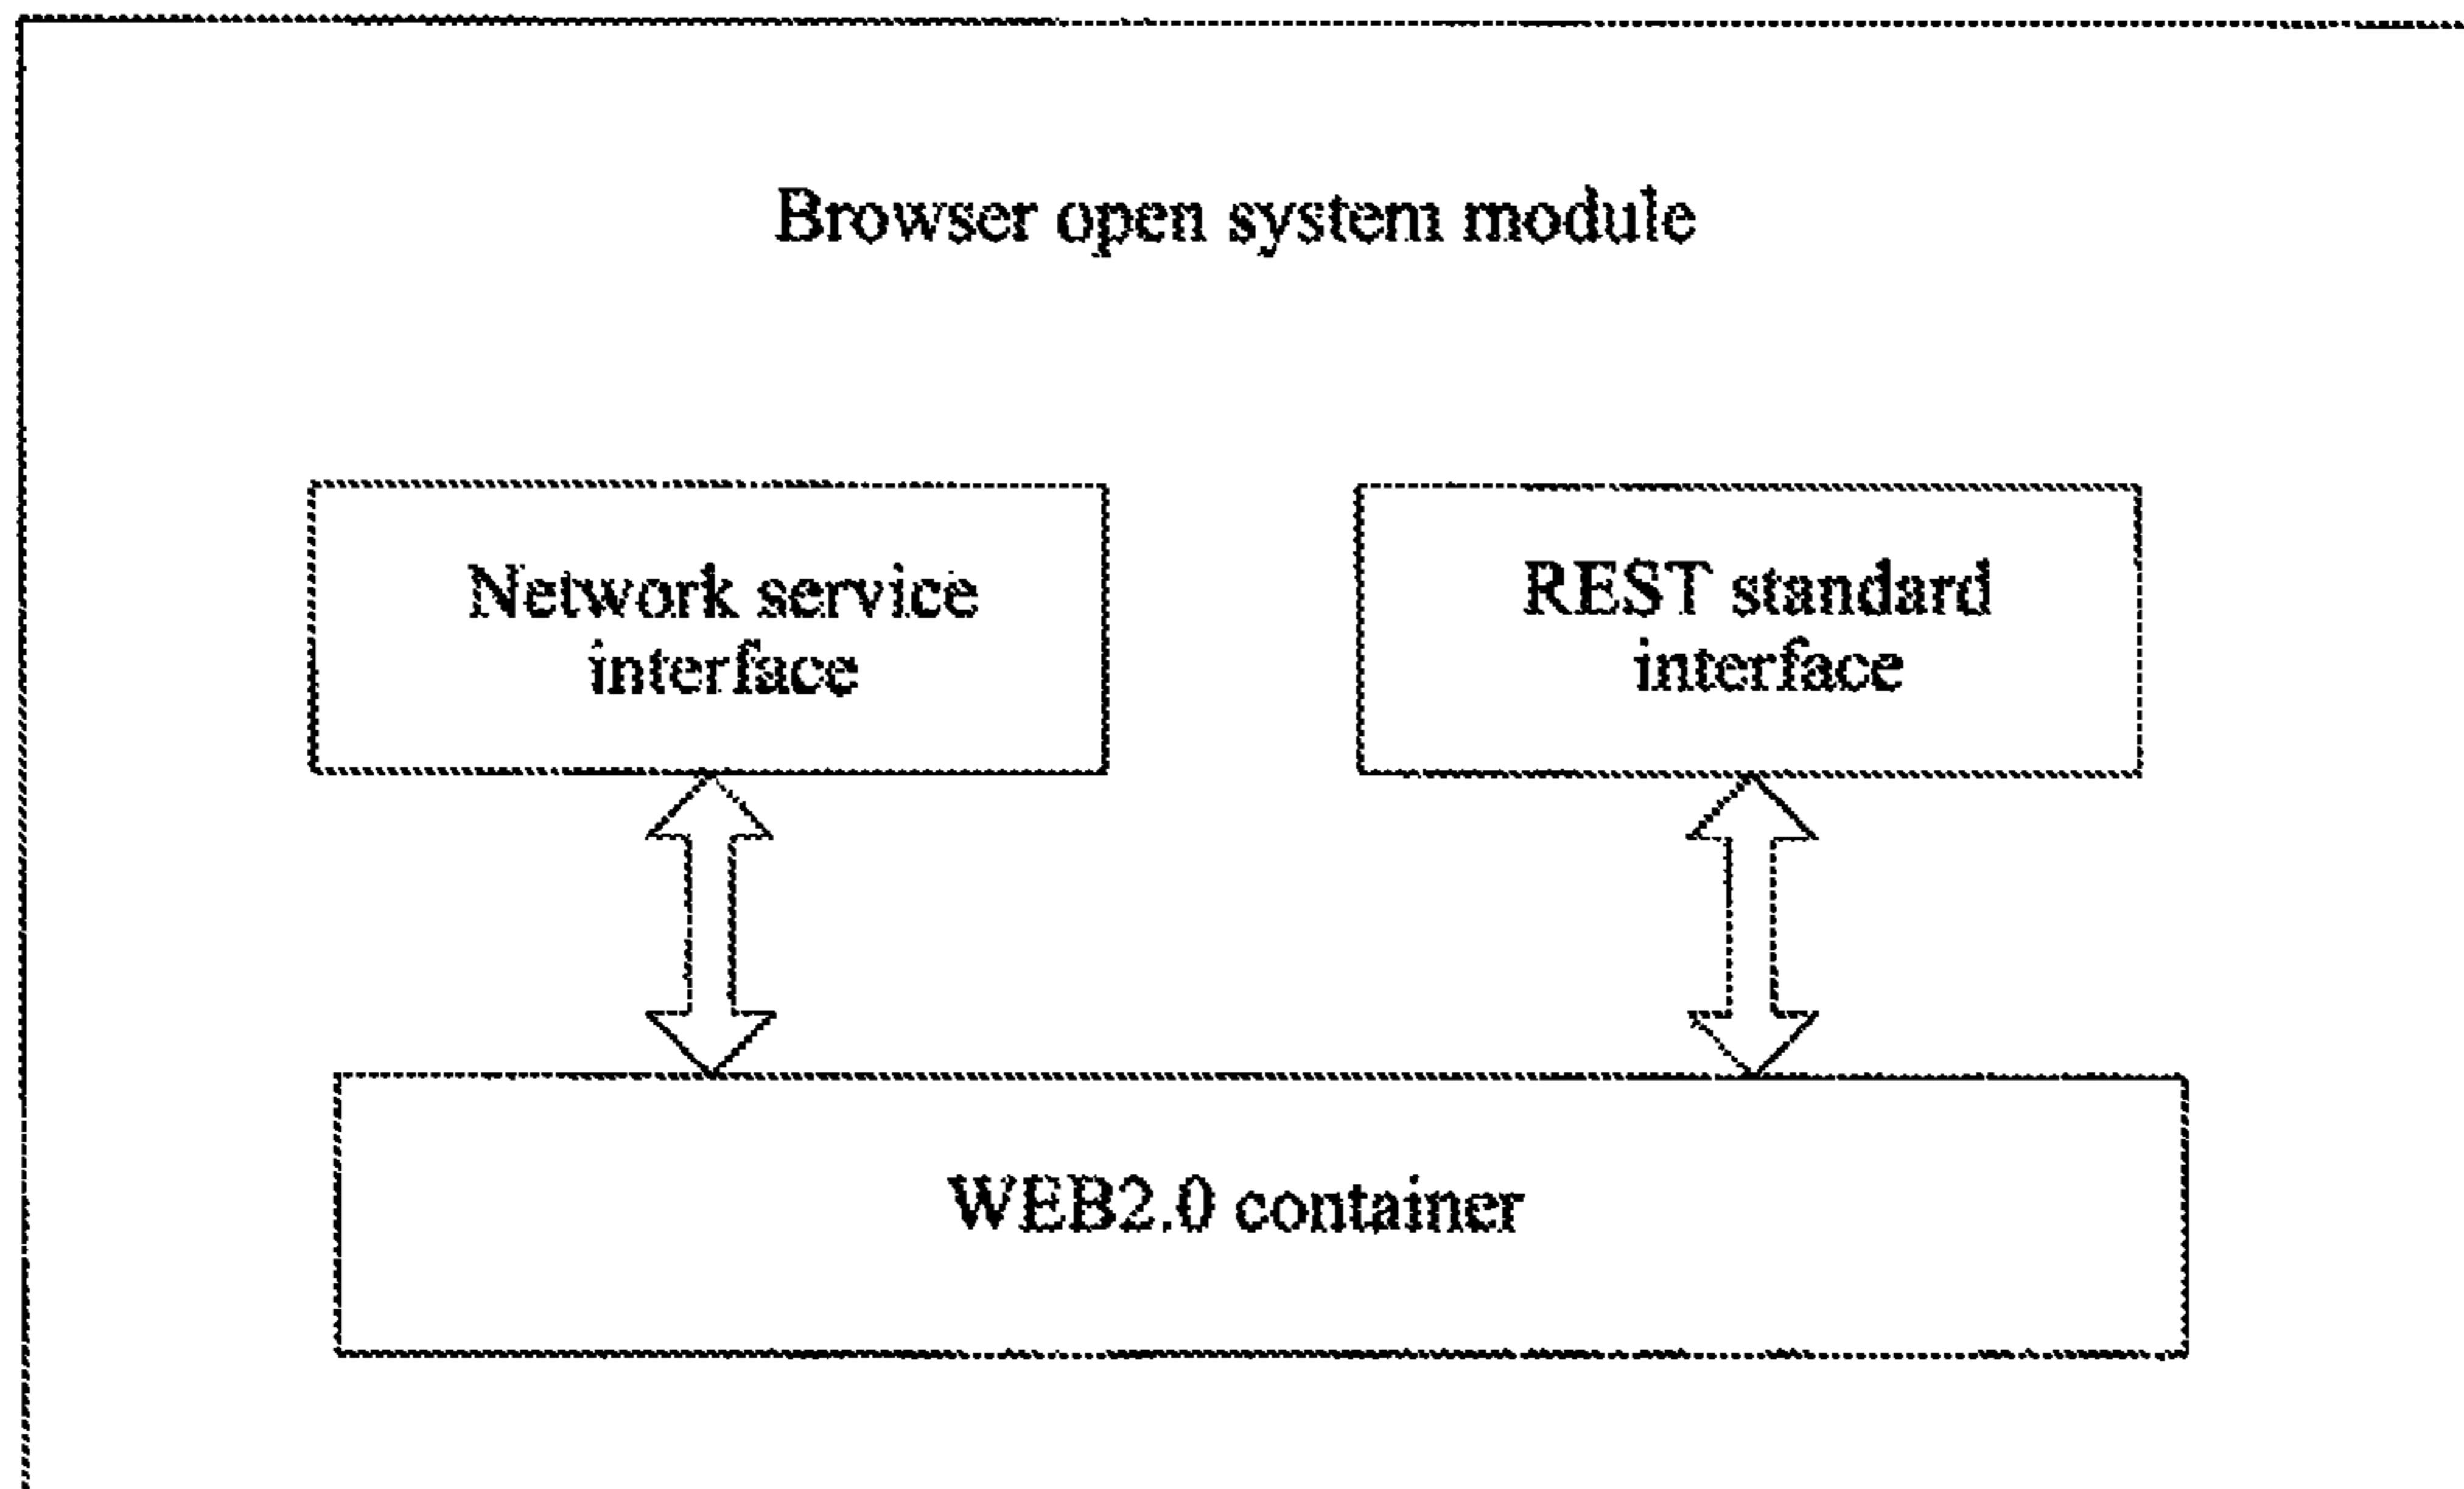 Browser open system module
Network service
interface
REST standard
interface
WEB2.0 container